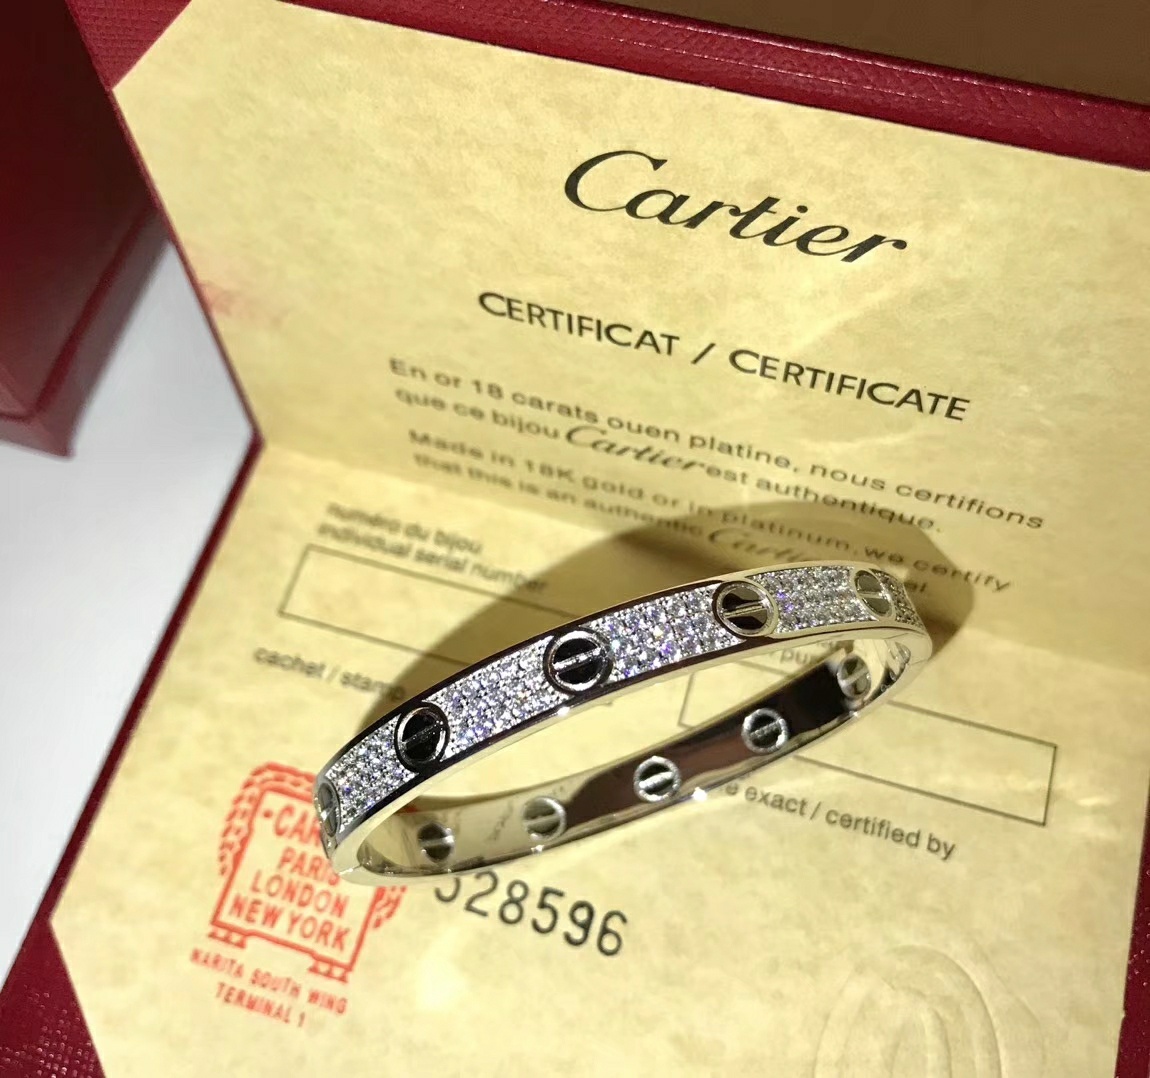 Cartier
CERTIFICAT / CERTIFICATE
En or 18 carats ouen platine, nous certifions
que ce bijou Cartier est authentique.
Made in 18K gold or in platinum, we certify
that this is an authentic
numéro du bijou
individual serial number
cachet / stamp
e exact / certified by
PARIS
LONDON
NEW YORK
NARITA SOUTH WING
TERMINAL 1
528596